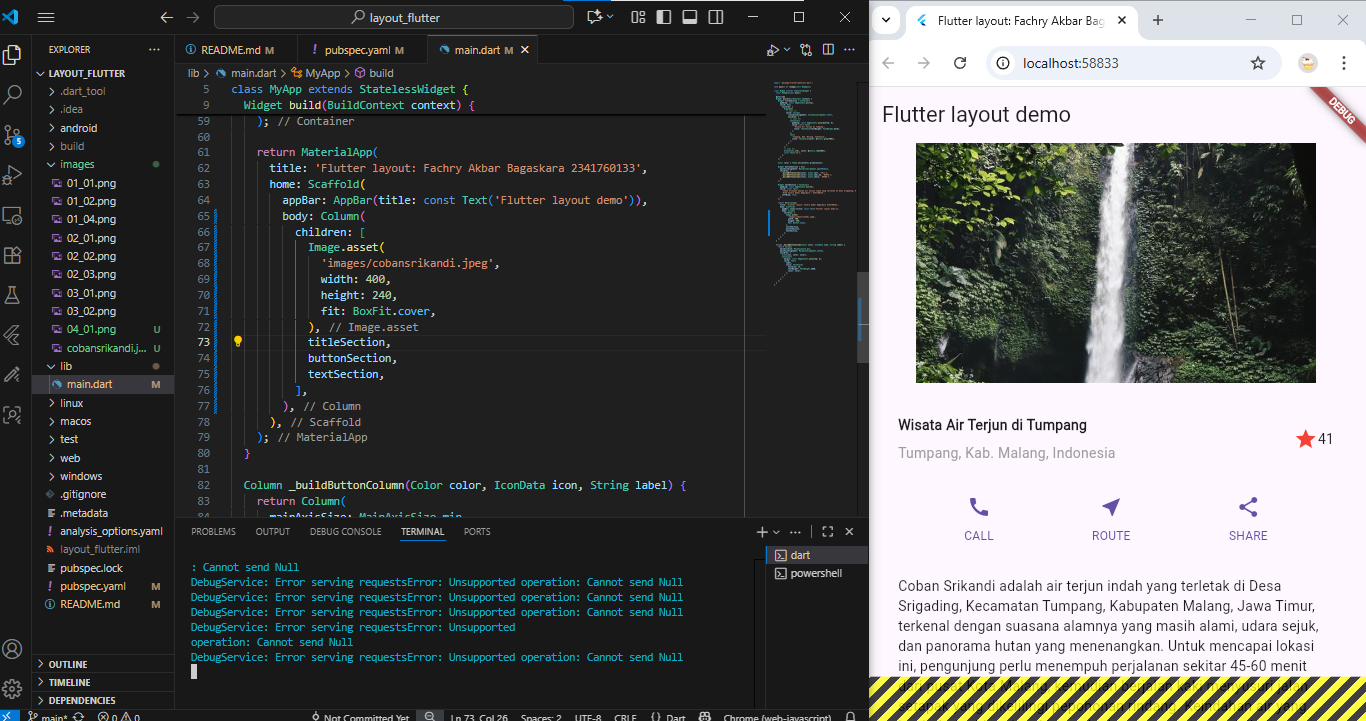 layout_flutter
EXPLORER
LAYOUT_FLUTTER
.dart_tool
.idea
android
build
images
01_01.png
01_02.png
01_04.png
02_01.png
02_02.png
02_03.png
03_01.png
03_02.png
04_01.png U
cobansrikandi.j... U
lib
main.dart M
linux
macos
test
web
windows
.gitignore
.metadata
analysis_options.yaml
layout_flutter.iml
pubspec.lock
pubspec.yaml M
README.md M
OUTLINE
TIMELINE
DEPENDENCIES
5
README.md M
pubspec.yaml M
main.dart M
lib > main.dart > MyApp > build
5 class MyApp extends StatelessWidget {
9 Widget build(BuildContext context) {
59 ); // Container
60
61 return MaterialApp(
62 title: 'Flutter layout: Fachry Akbar Bagaskara 2341760133',
63 home: Scaffold(
64 appBar: AppBar(title: const Text('Flutter layout demo')),
65 body: Column(
66 children: [
67 Image.asset(
68 'images/cobansrikandi.jpeg',
69 width: 400,
70 height: 240,
71 fit: BoxFit.cover,
72 ), // Image.asset
73 titleSection,
74 buttonSection,
75 textSection,
76 ],
77 ), // Column
78 ), // Scaffold
79 ); // MaterialApp
80 }
81
82 Column _buildButtonColumn(Color color, IconData icon, String label) {
83 return Column(
84 mainAxisSize: MainAxisSize.min,
PROBLEMS
OUTPUT
DEBUG CONSOLE
TERMINAL
PORTS
dart
powershell
: Cannot send Null
DebugService: Error serving requestsError: Unsupported operation: Cannot send Null
DebugService: Error serving requestsError: Unsupported operation: Cannot send Null
DebugService: Error serving requestsError: Unsupported operation: Cannot send Null
DebugService: Error serving requestsError: Unsupported
operation: Cannot send Null
DebugService: Error serving requestsError: Unsupported operation: Cannot send Null
main* 0 0 Not Committed Yet Ln 73, Col 26 Spaces: 2 UTF-8 CRLF {} Dart Chrome (web-javascript)
Flutter layout: Fachry Akbar Bag
localhost:58833
DEBUG
Flutter layout demo
Wisata Air Terjun di Tumpang
Tumpang, Kab. Malang, Indonesia
41
CALL
ROUTE
SHARE
Coban Srikandi adalah air terjun indah yang terletak di Desa
Srigading, Kecamatan Tumpang, Kabupaten Malang, Jawa Timur,
terkenal dengan suasana alamnya yang masih alami, udara sejuk,
dan panorama hutan yang menenangkan. Untuk mencapai lokasi
ini, pengunjung perlu menempuh perjalanan sekitar 45-60 menit